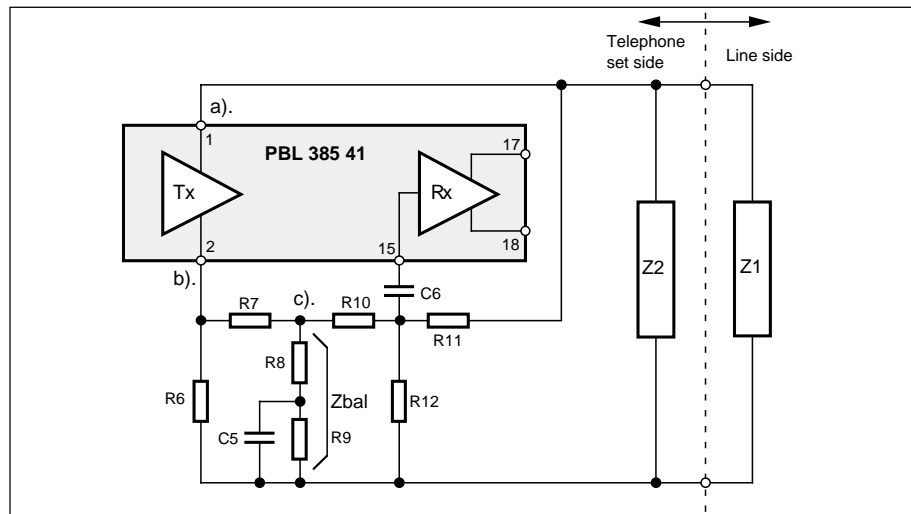 Telephone
set side
Line side
a).
1
PBL 385 41
17
Tx
Rx
2
15
18
Z2
Z1
b).
R7
c).
R10
C6
R11
R8
R6
Zbal
R12
C5
R9